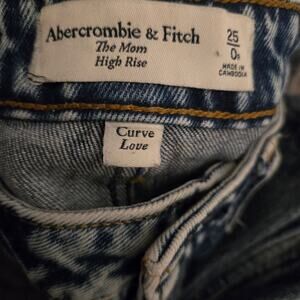 Abercrombie & Fitch
The Mom
High Rise
25
0s
MADE IN
CAMBODIA
Curve
Love